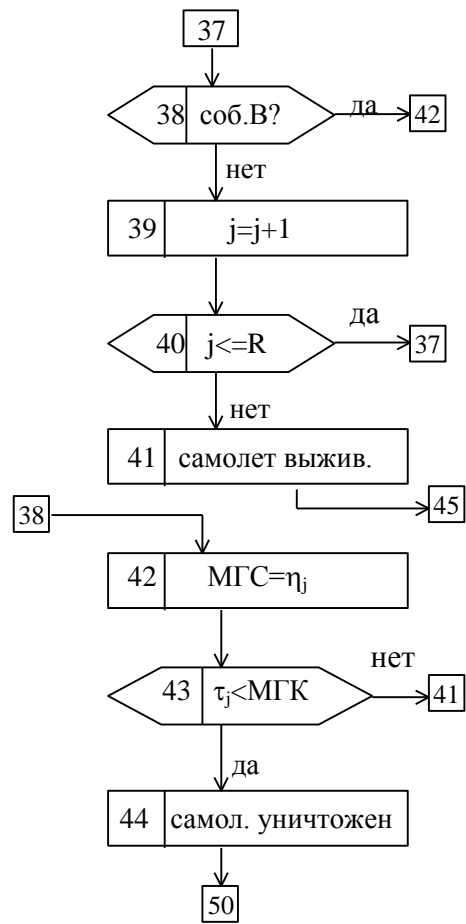 37
38 соб.В? да 42
нет
39 j=j+1
да
40 j<=R 37
нет
41 самолет выжив.
38 45
42 МГС=ηj
нет
43 τj<МГК 41
да
44 самол. уничтожен
50